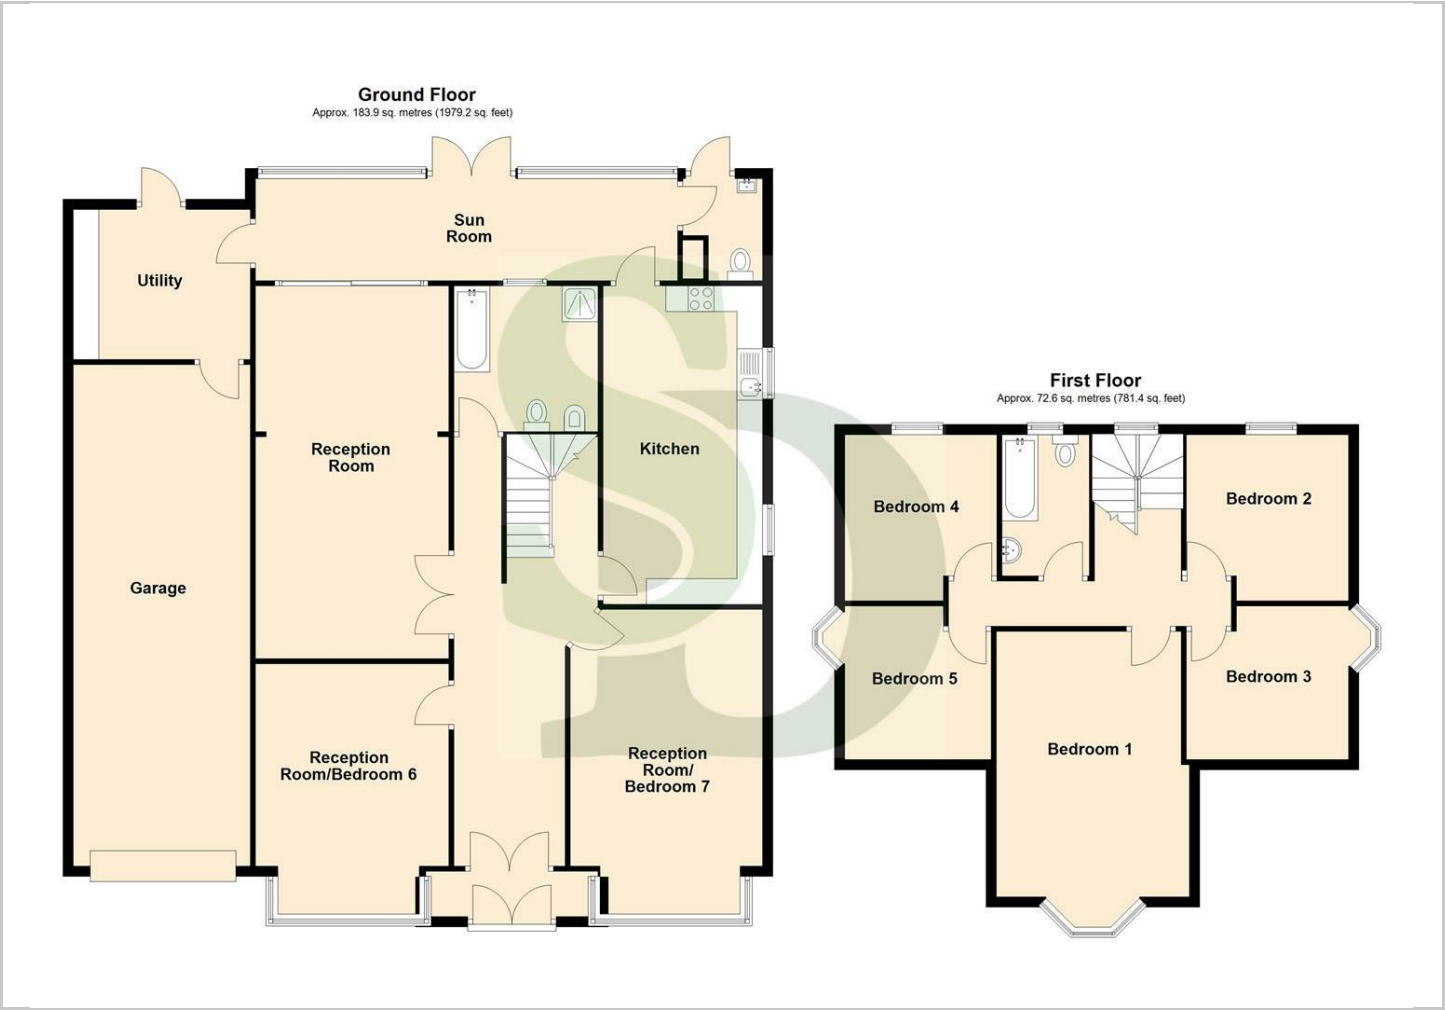 Ground Floor
Approx. 183.9 sq. metres (1979.2 sq. feet)
Sun
Room
Utility
Reception
Room
Kitchen
Garage
Reception
Room/Bedroom 6
Reception
Room/
Bedroom 7
First Floor
Approx. 72.6 sq. metres (781.4 sq. feet)
Bedroom 4
Bedroom 2
Bedroom 5
Bedroom 3
Bedroom 1
SD